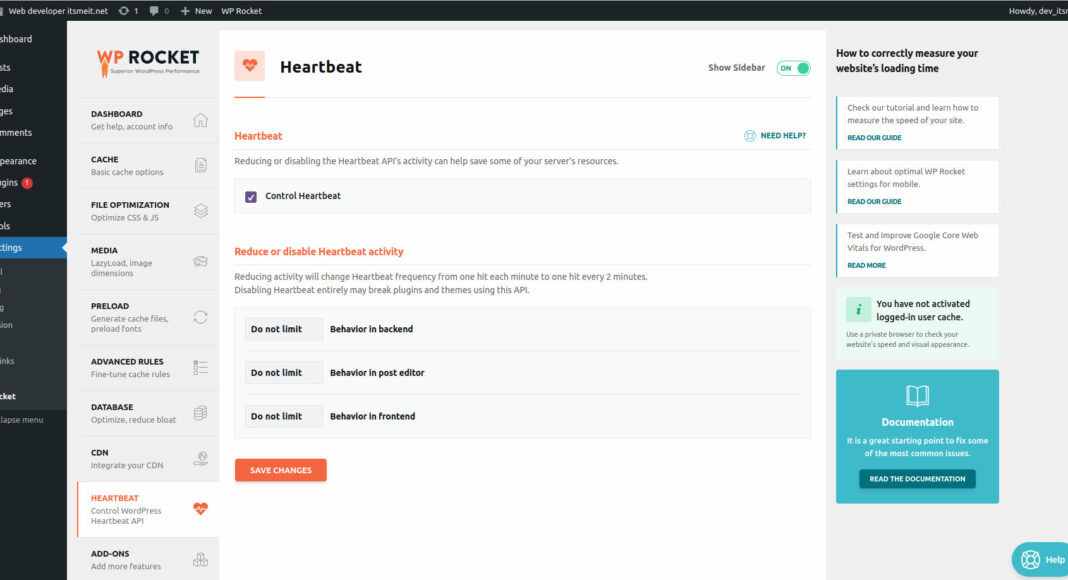 Web developer itsmeit.net
1
0
New
WP Rocket
Howdy, dev_its
shboard
sts
edia
ges
omments
pearance
ugins 1
ers
ols
ttings
l
g
sion
inks
cket
lapse menu
WP ROCKET
Superior WordPress Performance
DASHBOARD
Get help, account info
CACHE
Basic cache options
FILE OPTIMIZATION
Optimize CSS & JS
MEDIA
LazyLoad, image
dimensions
PRELOAD
Generate cache files,
preload fonts
ADVANCED RULES
Fine-tune cache rules
DATABASE
Optimize, reduce bloat
CDN
Integrate your CDN
HEARTBEAT
Control WordPress
Heartbeat API
ADD-ONS
Add more features
Heartbeat
Show Sidebar
ON
Heartbeat
NEED HELP?
Reducing or disabling the Heartbeat API's activity can help save some of your server's resources.
Control Heartbeat
Reduce or disable Heartbeat activity
Reducing activity will change Heartbeat frequency from one hit each minute to one hit every 2 minutes.
Disabling Heartbeat entirely may break plugins and themes using this API.
Do not limit
Behavior in backend
Do not limit
Behavior in post editor
Do not limit
Behavior in frontend
SAVE CHANGES
How to correctly measure your
website's loading time
Check our tutorial and learn how to
measure the speed of your site.
READ OUR GUIDE
Learn about optimal WP Rocket
settings for mobile.
READ OUR GUIDE
Test and Improve Google Core Web
Vitals for WordPress.
READ MORE
i
You have not activated
logged-in user cache.
Use a private browser to check your
website's speed and visual appearance.
Documentation
It is a great starting point to fix some
of the most common issues.
READ THE DOCUMENTATION
Help